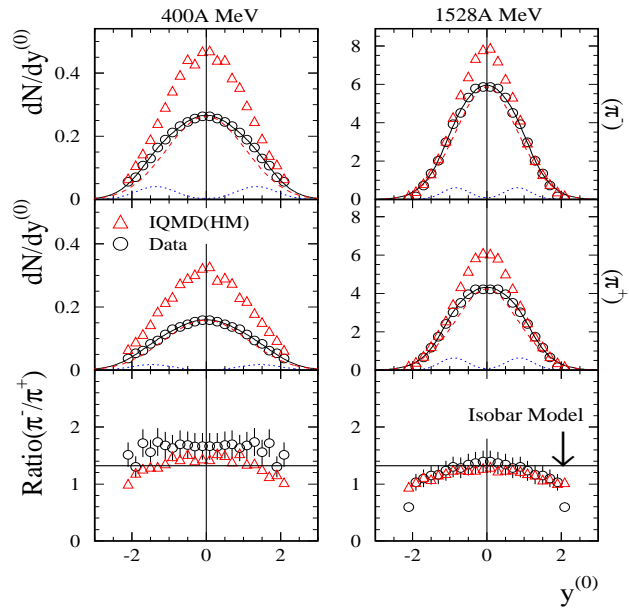 400A MeV
1528A MeV
dN/dy(0)
0.4
0.2
0
8
6
4
2
0
(π-)
dN/dy(0)
IQMD(HM)
Data
0.4
0.2
0
8
6
4
2
0
(π+)
Ratio(π-/π+)
2
1
0
Isobar Model
2
1
0
-2
0
2
-2
0
2
y(0)